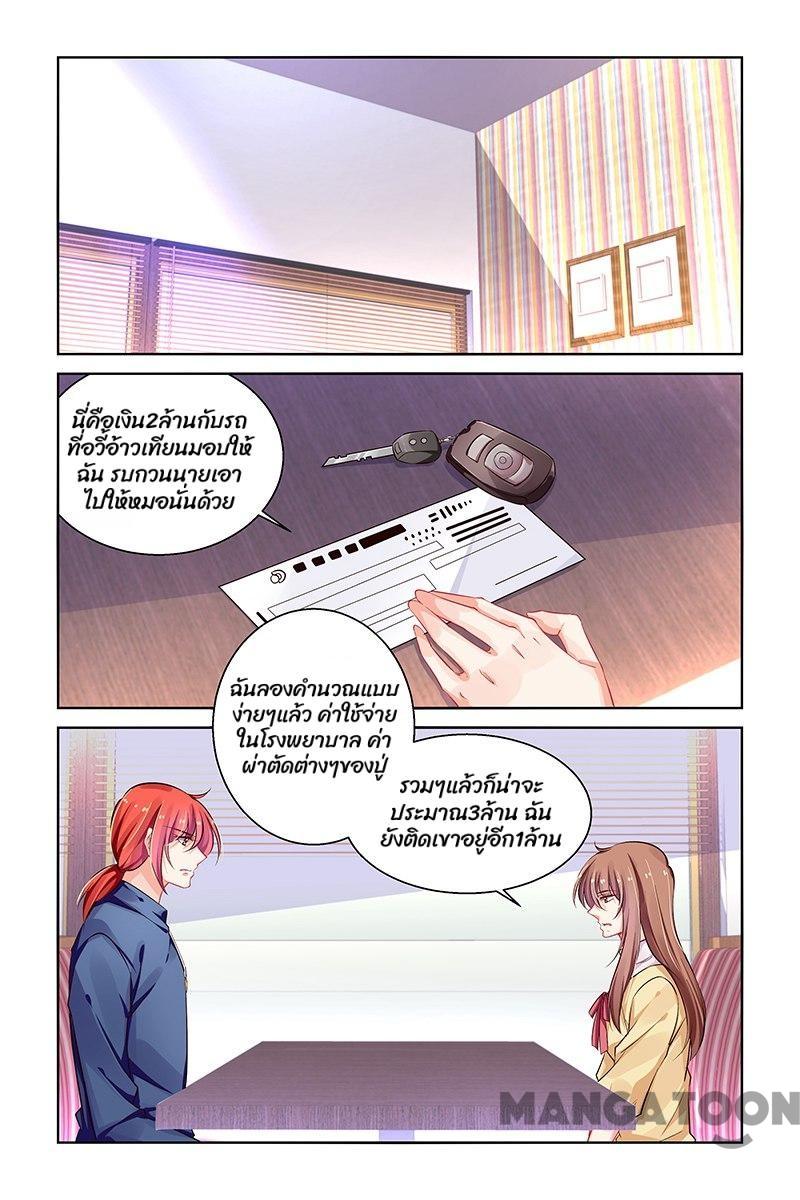 นี่คือเงิน2ล้านกับรถ
ที่อวี้อ้าวเทียนมอบให้
ฉัน รบกวนนายเอา
ไปให้หมอนั่นด้วย
ฉันลองคำนวณแบบ
ง่ายๆแล้ว ค่าใช้จ่าย
ในโรงพยาบาล ค่า
ผ่าตัดต่างๆของปู่
รวมๆแล้วก็น่าจะ
ประมาณ3ล้าน ฉัน
ยังติดเขาอยู่อีก1ล้าน
MANGATOON